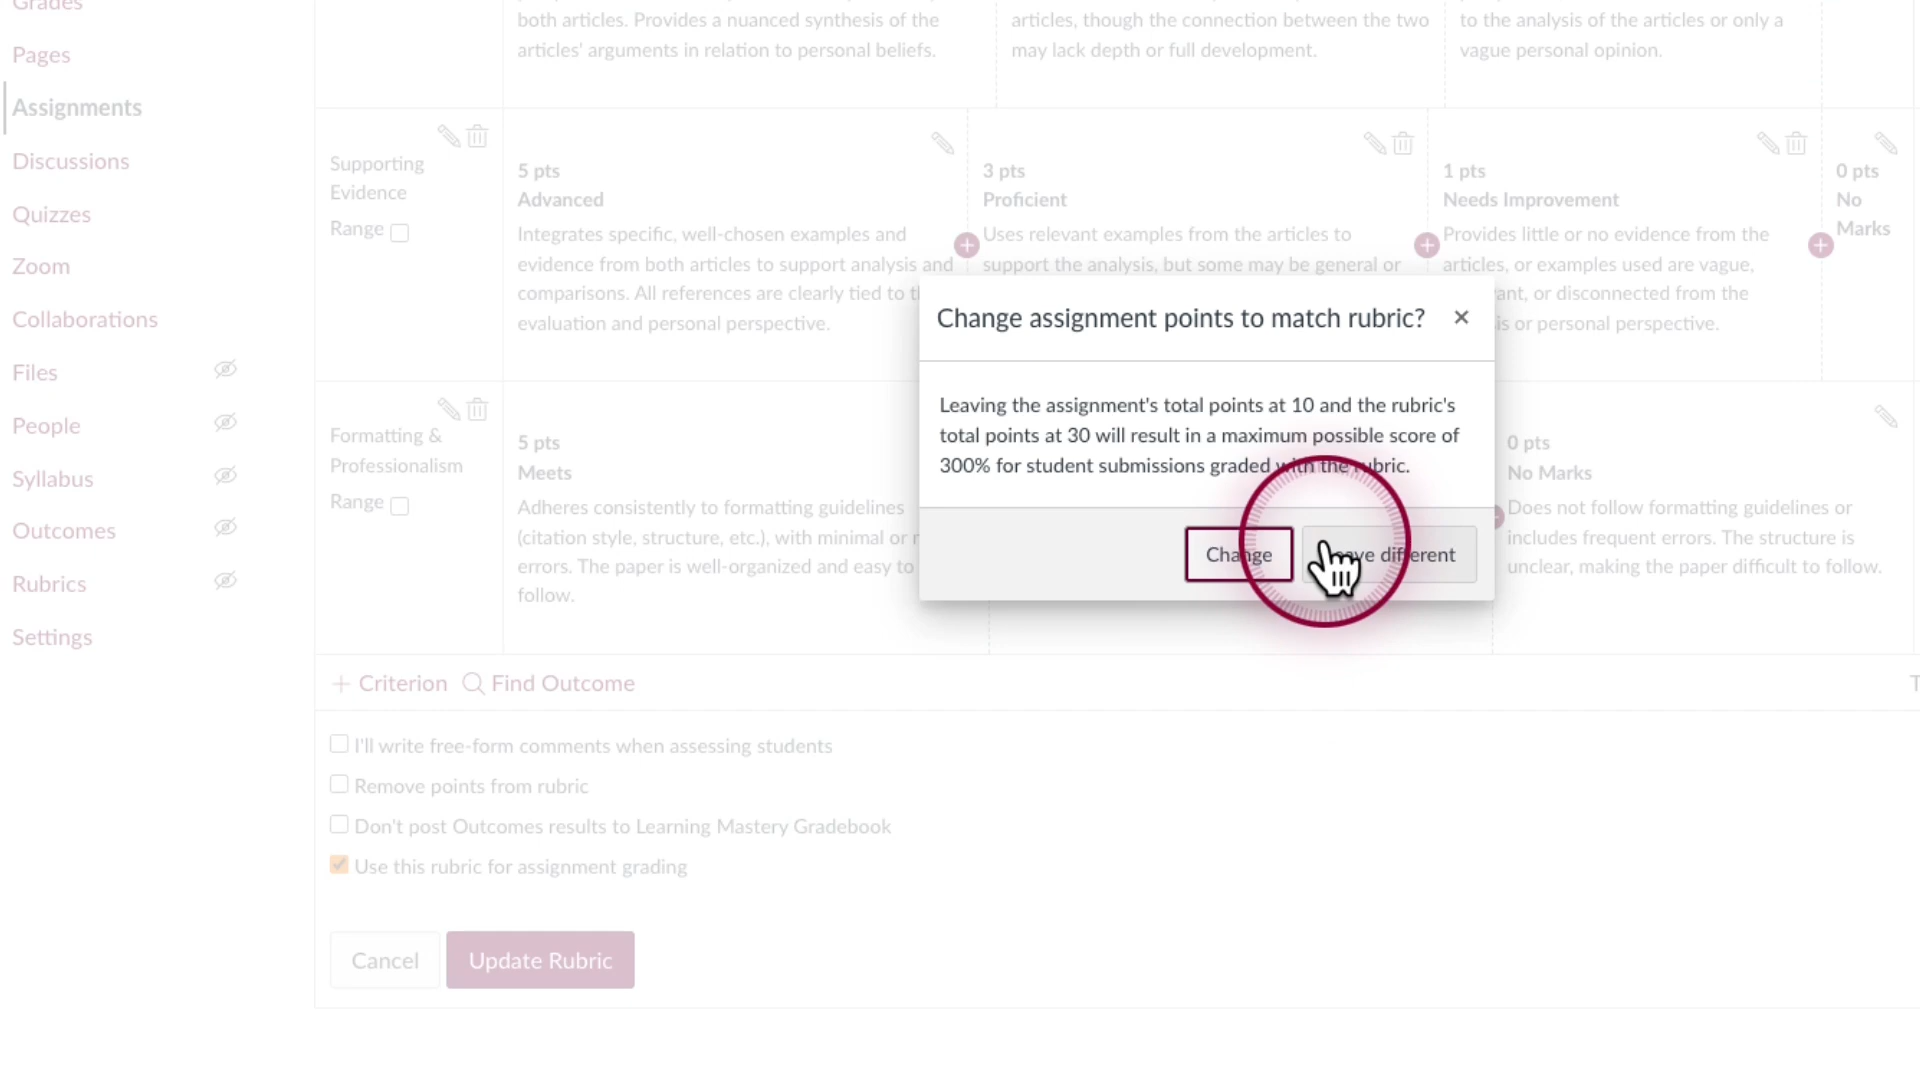 Grades
Pages
Assignments
Discussions
Quizzes
Zoom
Collaborations
Files
People
Syllabus
Outcomes
Rubrics
Settings
both articles. Provides a nuanced synthesis of the
articles' arguments in relation to personal beliefs.
articles, though the connection between the two
may lack depth or full development.
to the analysis of the articles or only a
vague personal opinion.
Supporting
Evidence
Range
5 pts
Advanced
Integrates specific, well-chosen examples and
evidence from both articles to support analysis and
comparisons. All references are clearly tied to
evaluation and personal perspective.
3 pts
Proficient
Uses relevant examples from the articles to
support the analysis, but some may be general or
1 pts
Needs Improvement
Provides little or no evidence from the
articles, or examples used are vague,
or disconnected from the
or personal perspective.
0 pts
No
Marks
Change assignment points to match rubric?
Leaving the assignment's total points at 10 and the rubric's
total points at 30 will result in a maximum possible score of
300% for student submissions graded with the rubric.
Change
Leave different
Formatting &
Professionalism
Range
5 pts
Meets
Adheres consistently to formatting guidelines
(citation style, structure, etc.), with minimal or
errors. The paper is well-organized and easy to
follow.
0 pts
No Marks
Does not follow formatting guidelines or
includes frequent errors. The structure is
unclear, making the paper difficult to follow.
+ Criterion Find Outcome
I'll write free-form comments when assessing students
Remove points from rubric
Don't post Outcomes results to Learning Mastery Gradebook
Use this rubric for assignment grading
Cancel
Update Rubric